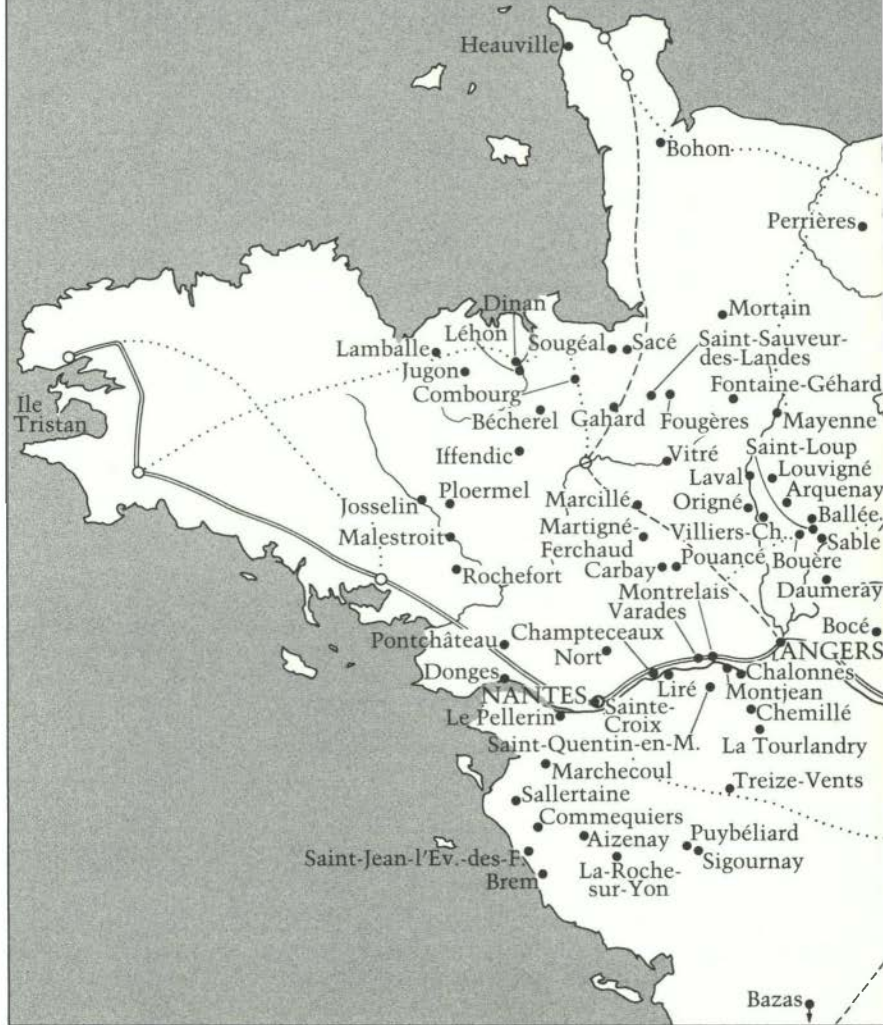 Heauville
Bohon
Perrières
Mortain
Dinan
Léhon
Sougéal
Sacé
Saint-Sauveur-
des-Landes
Lamballe
Jugon
Fontaine-Géhard
Combourg
Ile
Tristan
Bécherel
Gahard
Fougères
Mayenne
Saint-Loup
Iffendic
Vitré
Laval
Louvigné
Arquenay
Josselin
Ploermel
Marcillé
Origné
Ballée
Malestroit
Martigné-
Ferchaud
Villiers-Ch.
Sable
Rochefort
Carbay
Pouancé
Bouère
Daumeray
Montrelais
Varades
Bocé
Pontchâteau
Champteceaux
Nort
ANGERS
Donges
Liré
Chalonnes
Montjean
NANTES
Sainte-
Croix
Le Pellerin
Chemillé
Saint-Quentin-en-M.
La Tourlandry
Marchecoul
Treize-Vents
Sallertaine
Commequiers
Aizenay
Puybéliard
Saint-Jean-l'Ev.-des-F.
Sigournay
Brem
La-Roche-
sur-Yon
Bazas